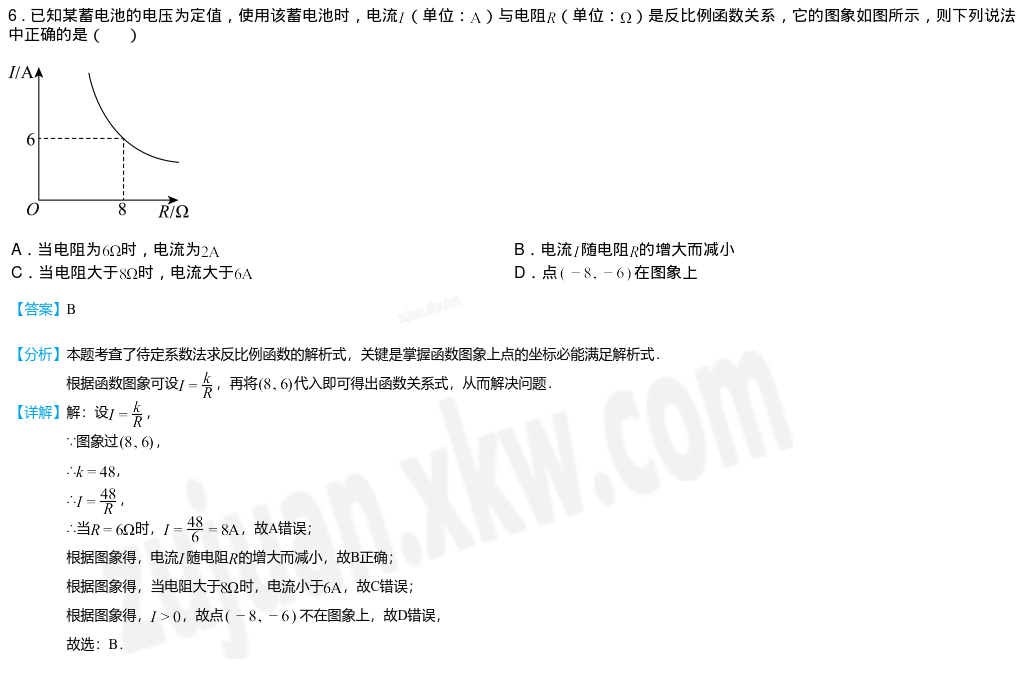 6．已知某蓄电池的电压为定值，使用该蓄电池时，电流I（单位：A）与电阻R（单位：Ω）是反比例函数关系，它的图象如图所示，则下列说法
中正确的是（　　）
I/A
6
O
8
R/Ω
A．当电阻为6Ω时，电流为2A
B．电流I随电阻R的增大而减小
C．当电阻大于8Ω时，电流大于6A
D．点(−8, −6)在图象上
【答案】B
zujuan.xkw.com
【分析】本题考查了待定系数法求反比例函数的解析式，关键是掌握函数图象上点的坐标必能满足解析式．
根据函数图象可设I = k/R，再将(8, 6)代入即可得出函数关系式，从而解决问题．
【详解】解：设I = k/R，
∵图象过(8, 6)，
∴k = 48，
∴I = 48/R，
∴当R = 6Ω时，I = 48/6 = 8A，故A错误；
根据图象得，电流I随电阻R的增大而减小，故B正确；
根据图象得，当电阻大于8Ω时，电流小于6A，故C错误；
根据图象得，I > 0，故点(−8, −6)不在图象上，故D错误，
故选：B．
zujuan.xkw.com